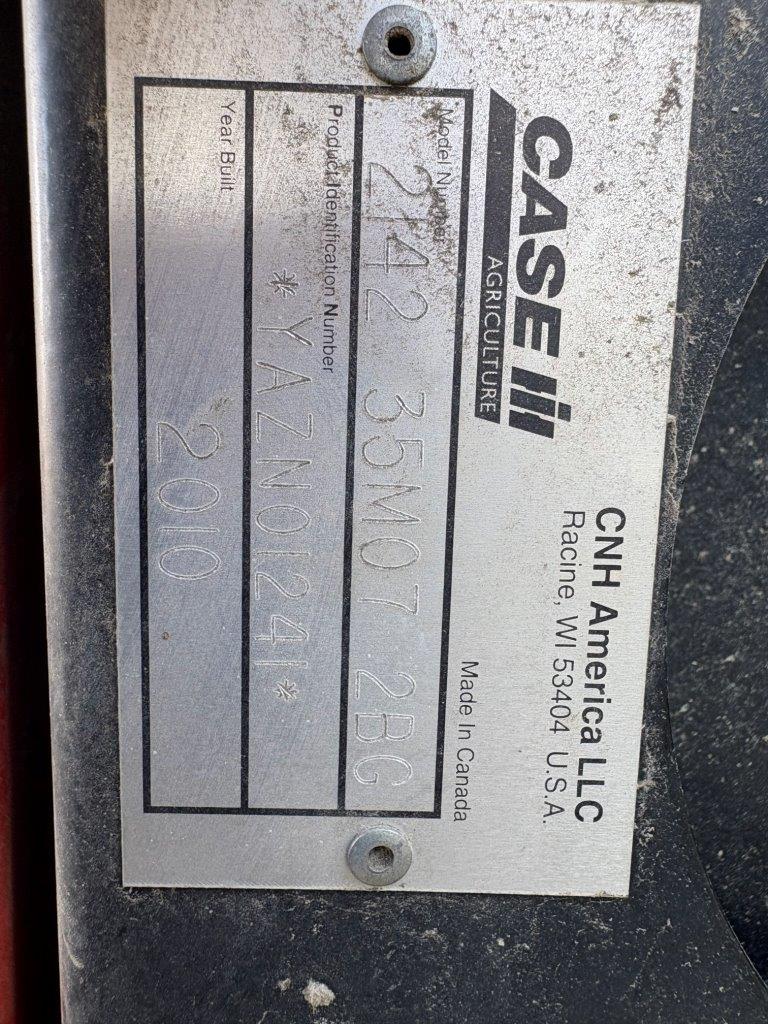 CASE IH
AGRICULTURE
CNH America LLC
Racine, WI 53404 U.S.A.
Made In Canada
Model Number
2142 35M07 2BG
Product Identification Number
*YAZN01241*
Year Built
2010